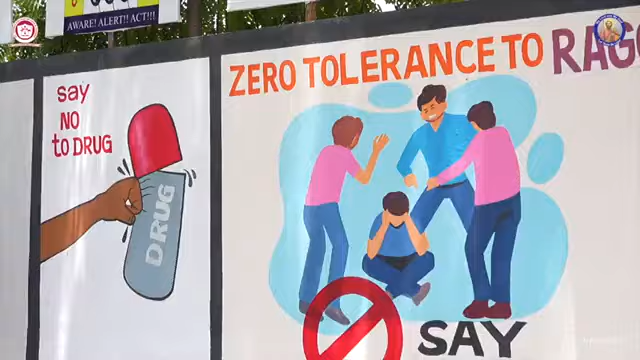 AWARE! ALERT!! ACT!!!
say
NO
to DRUG
DRUG
ZERO TOLERANCE TO RAG
SAY